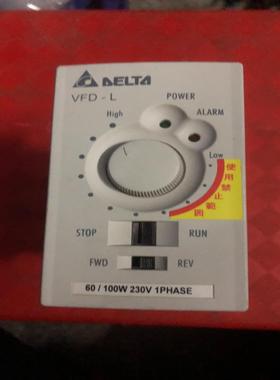 DELTA
VFD - L
POWER
ALARM
High
Low
使用禁止範囲
STOP
RUN
FWD
REV
60 / 100W 230V 1PHASE